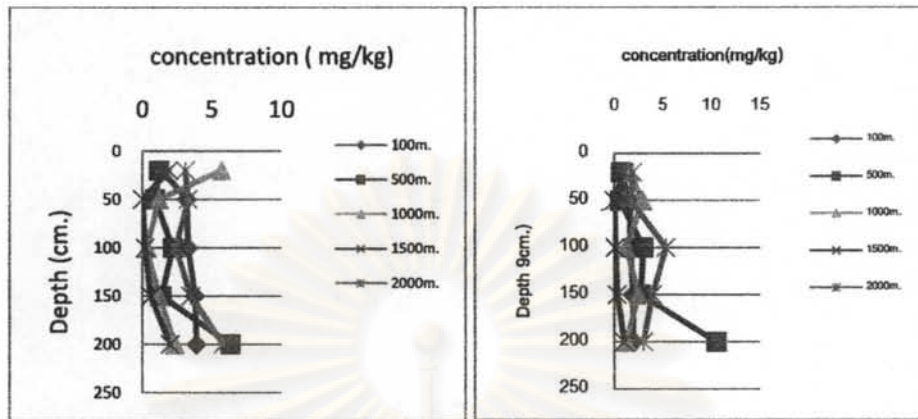 concentration ( mg/kg)
0 5 10
0
50
100
150
200
250
Depth (cm.)
100m.
500m.
1000m.
1500m.
2000m.
concentration(mg/kg)
0 5 10 15
0
50
100
150
200
250
Depth 9cm.)
100m.
500m.
1000m.
1500m.
2000m.